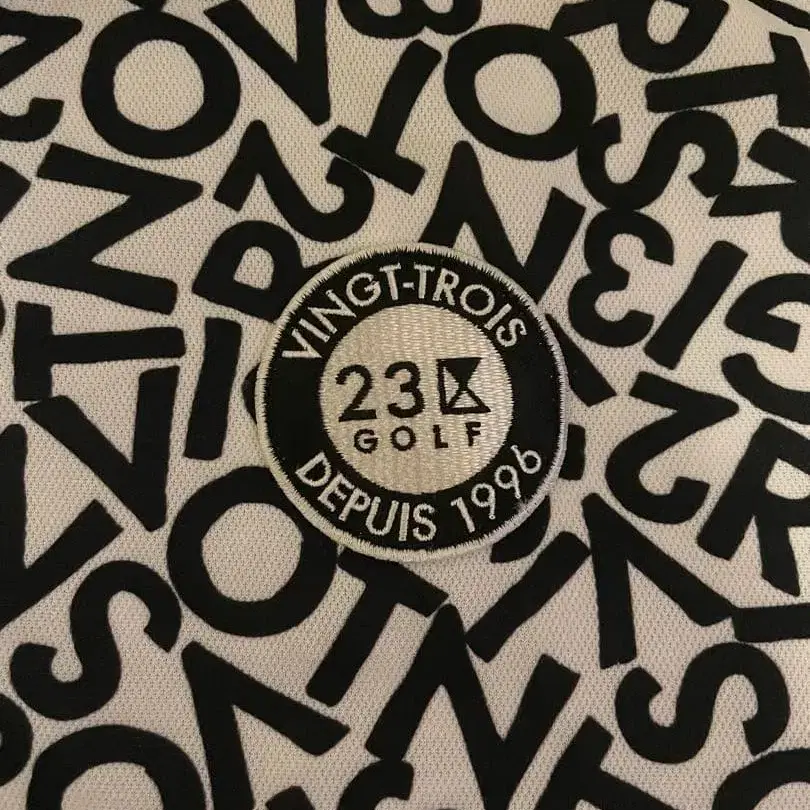 VINGT-TROIS
23
GOLF
DEPUIS 1996